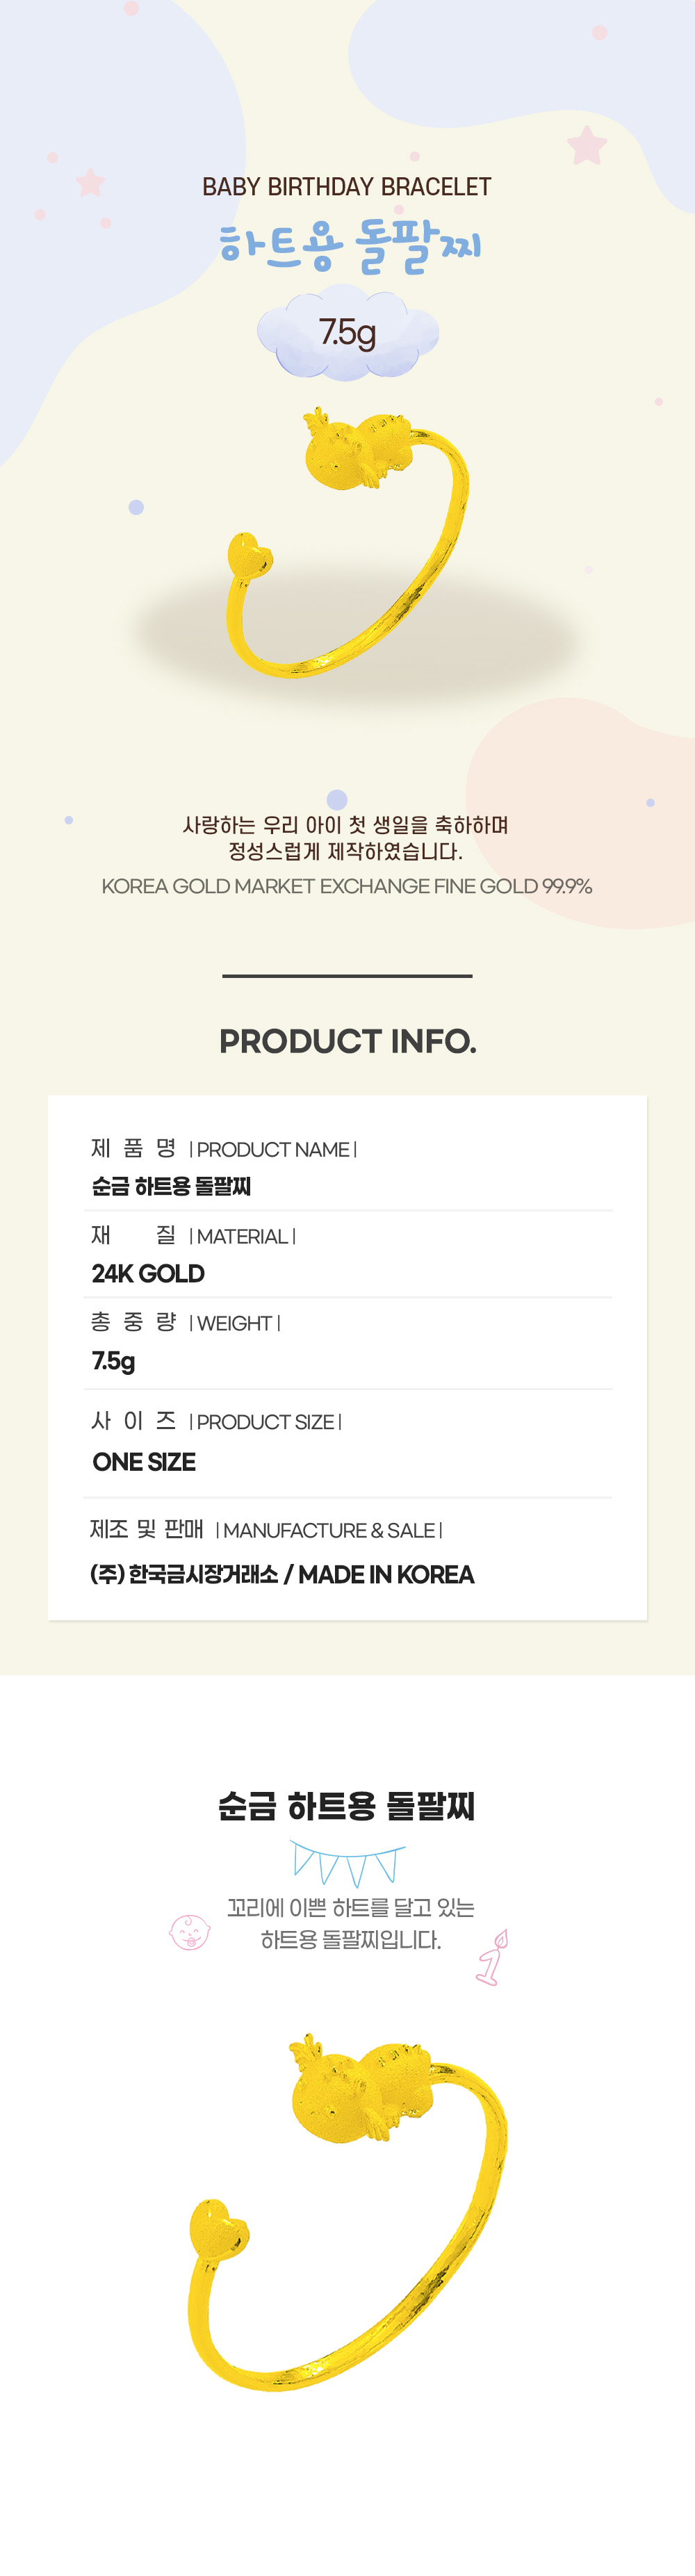 BABY BIRTHDAY BRACELET
하트용 돌팔찌
7.5g
사랑하는 우리 아이 첫 생일을 축하하며
정성스럽게 제작하였습니다.
KOREA GOLD MARKET EXCHANGE FINE GOLD 99.9%
PRODUCT INFO.
제 품 명 | PRODUCT NAME |
순금 하트용 돌팔찌
재 질 | MATERIAL |
24K GOLD
총 중 량 | WEIGHT |
7.5g
사 이 즈 | PRODUCT SIZE |
ONE SIZE
제조 및 판매 | MANUFACTURE & SALE |
(주) 한국금시장거래소 / MADE IN KOREA
순금 하트용 돌팔찌
꼬리에 이쁜 하트를 달고 있는
하트용 돌팔찌입니다.
1